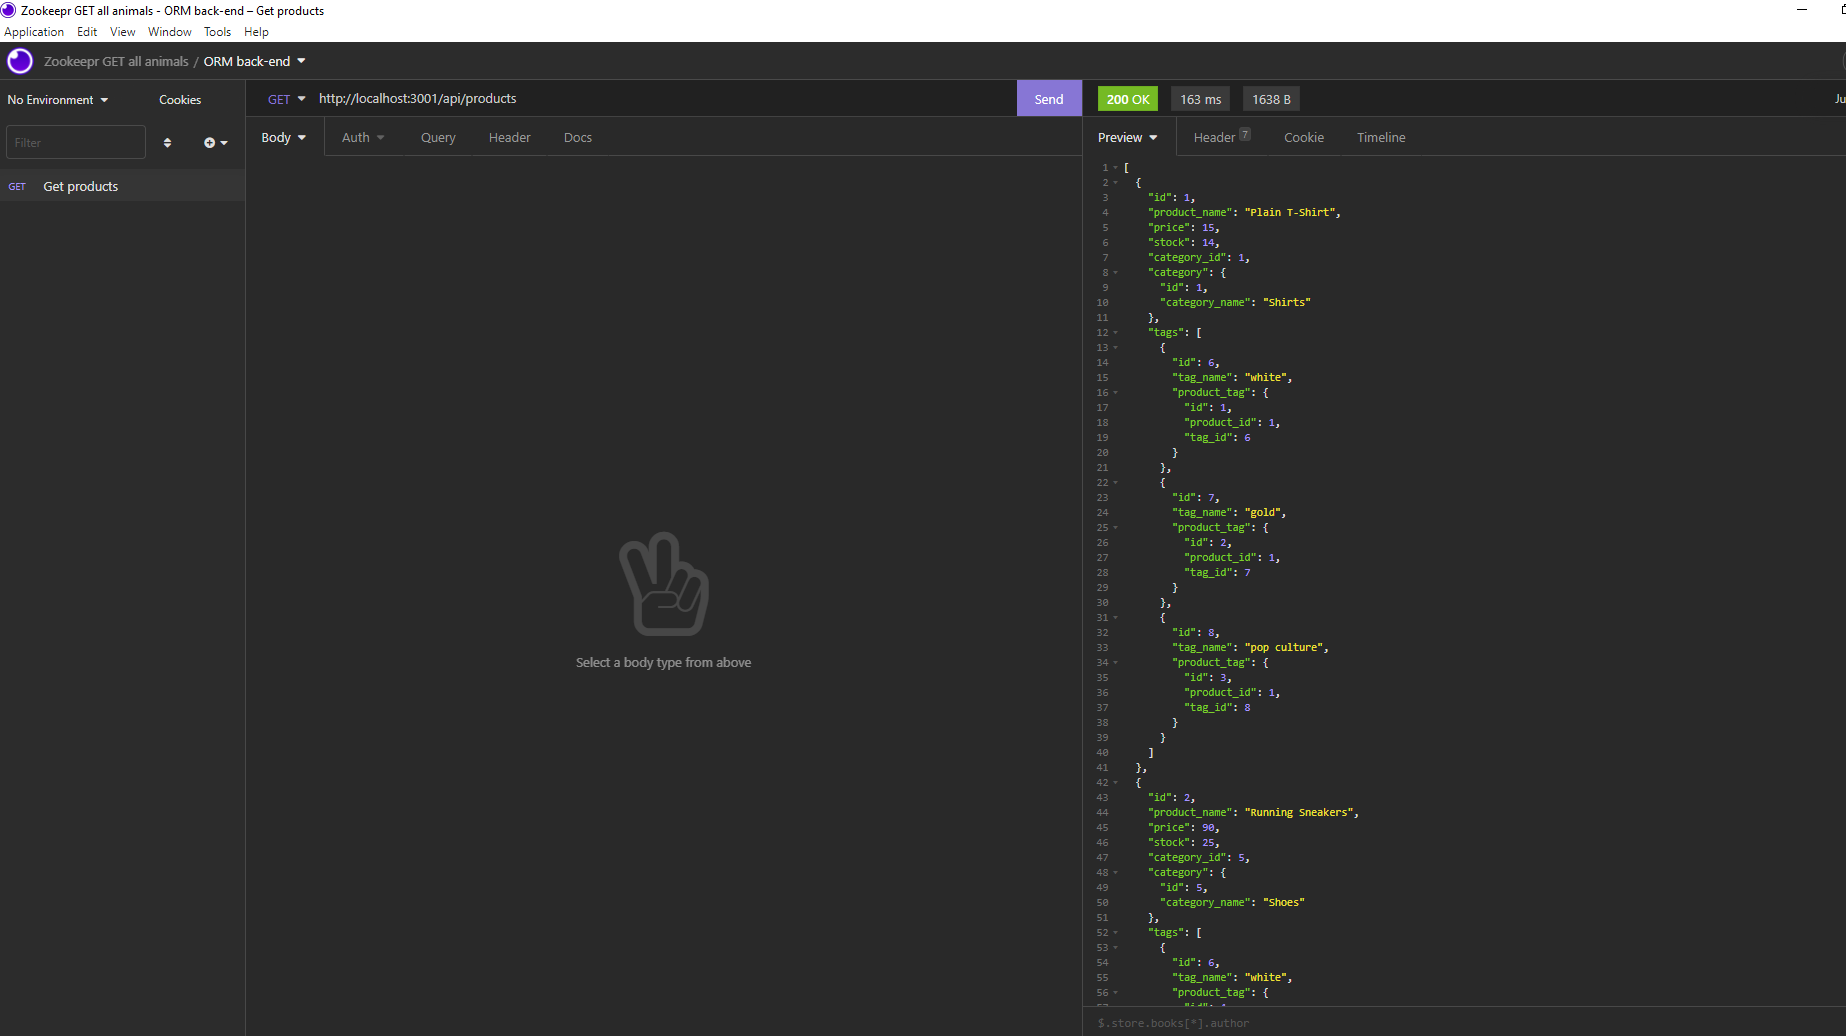 Zookeepr GET all animals - ORM back-end – Get products
Application Edit View Window Tools Help
Zookeepr GET all animals / ORM back-end
No Environment Cookies
Filter
GET Get products
GET http://localhost:3001/api/products Send
Body Auth Query Header Docs
Select a body type from above
200 OK 163 ms 1638 B
Preview Header 7 Cookie Timeline
1 [
2 {
3 "id": 1,
4 "product_name": "Plain T-Shirt",
5 "price": 15,
6 "stock": 14,
7 "category_id": 1,
8 "category": {
9 "id": 1,
10 "category_name": "Shirts"
11 },
12 "tags": [
13 {
14 "id": 6,
15 "tag_name": "white",
16 "product_tag": {
17 "id": 1,
18 "product_id": 1,
19 "tag_id": 6
20 }
21 },
22 {
23 "id": 7,
24 "tag_name": "gold",
25 "product_tag": {
26 "id": 2,
27 "product_id": 1,
28 "tag_id": 7
29 }
30 },
31 {
32 "id": 8,
33 "tag_name": "pop culture",
34 "product_tag": {
35 "id": 3,
36 "product_id": 1,
37 "tag_id": 8
38 }
39 }
40 ]
41 },
42 {
43 "id": 2,
44 "product_name": "Running Sneakers",
45 "price": 90,
46 "stock": 25,
47 "category_id": 5,
48 "category": {
49 "id": 5,
50 "category_name": "Shoes"
51 },
52 "tags": [
53 {
54 "id": 6,
55 "tag_name": "white",
56 "product_tag": {
$.store.books[*].author